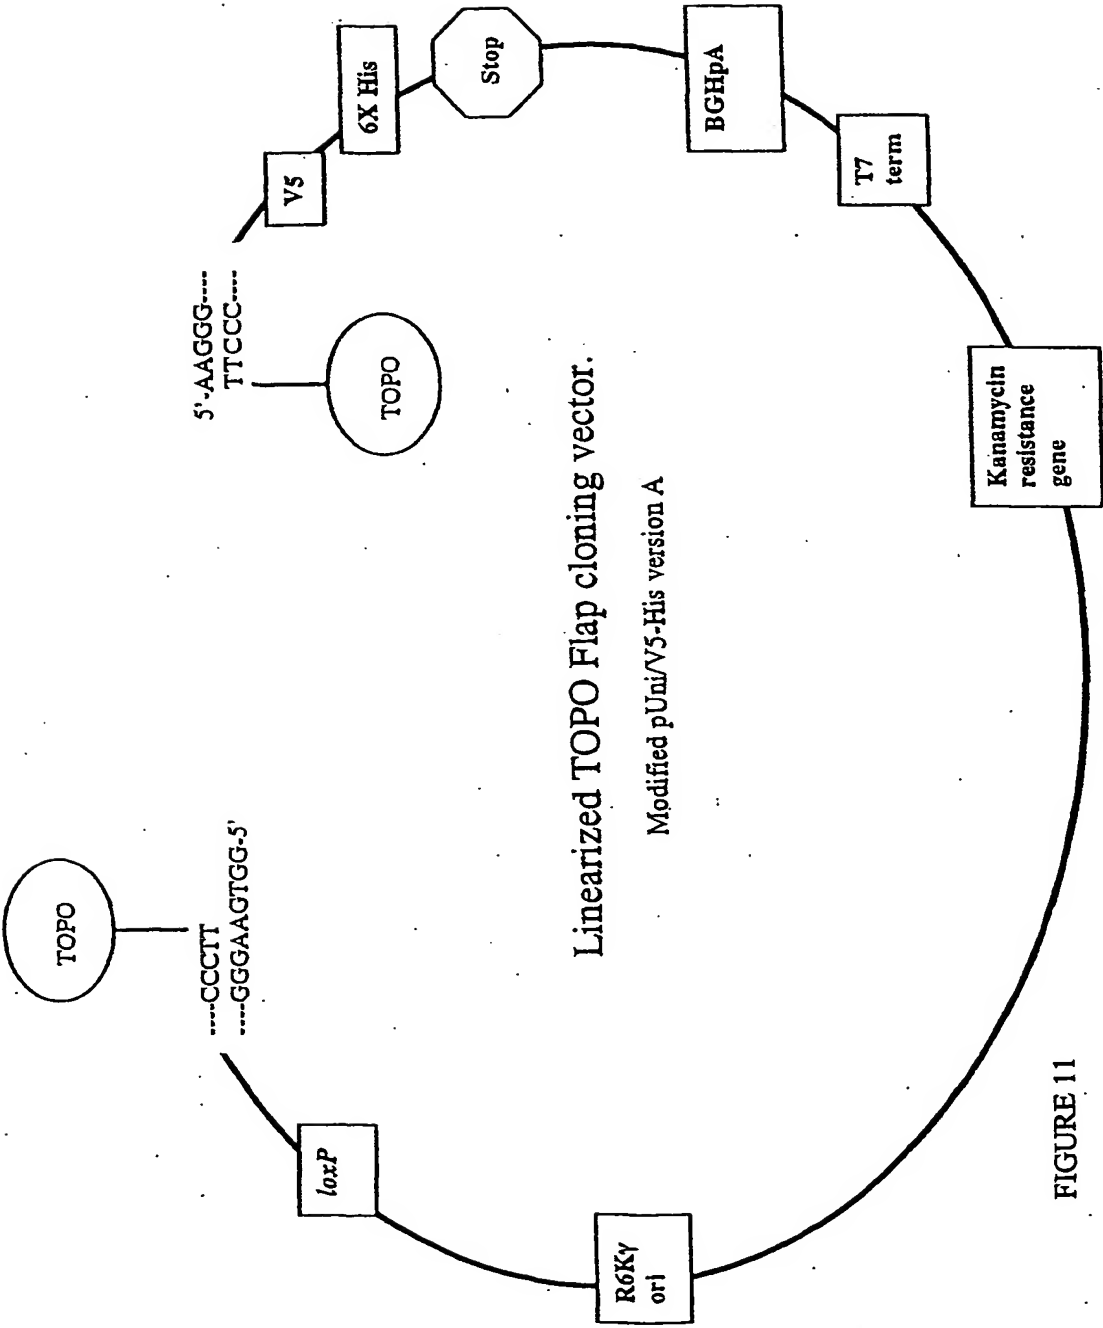 TOPO
----CCCTT
----GGGAAGTGG-5'
5'-AAGGG----
TTCCC----
TOPO
V5
6X His
Stop
BGHpA
T7
term
Kanamycin
resistance
gene
R6Kγ
ori
loxP
Linearized TOPO Flap cloning vector.
Modified pUni/V5-His version A
FIGURE 11